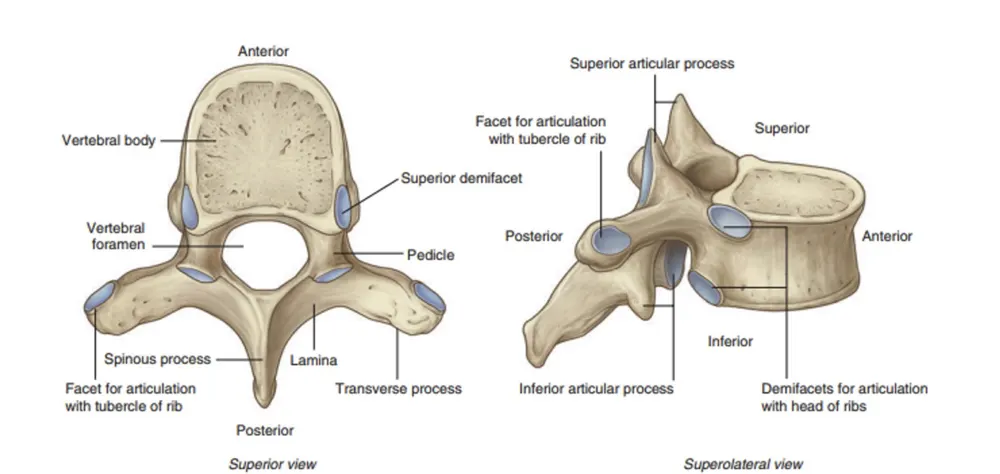 Anterior
Vertebral body
Superior demifacet
Vertebral
foramen
Pedicle
Spinous process
Lamina
Facet for articulation
with tubercle of rib
Transverse process
Posterior
Superior view
Superior articular process
Facet for articulation
with tubercle of rib
Superior
Posterior
Anterior
Inferior
Inferior articular process
Demifacets for articulation
with head of ribs
Superolateral view